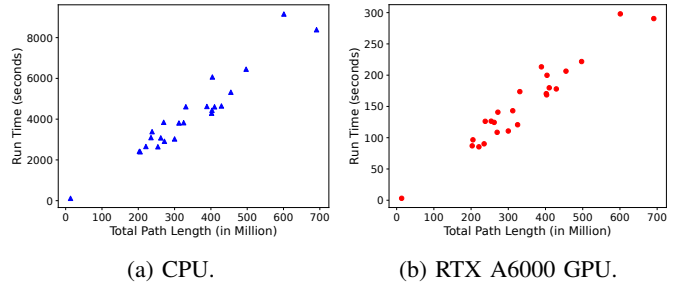 8000
6000
4000
2000
0
Run Time (seconds)
0 100 200 300 400 500 600 700
Total Path Length (in Million)
(a) CPU.
300
250
200
150
100
50
0
Run Time (seconds)
0 100 200 300 400 500 600 700
Total Path Length (in Million)
(b) RTX A6000 GPU.